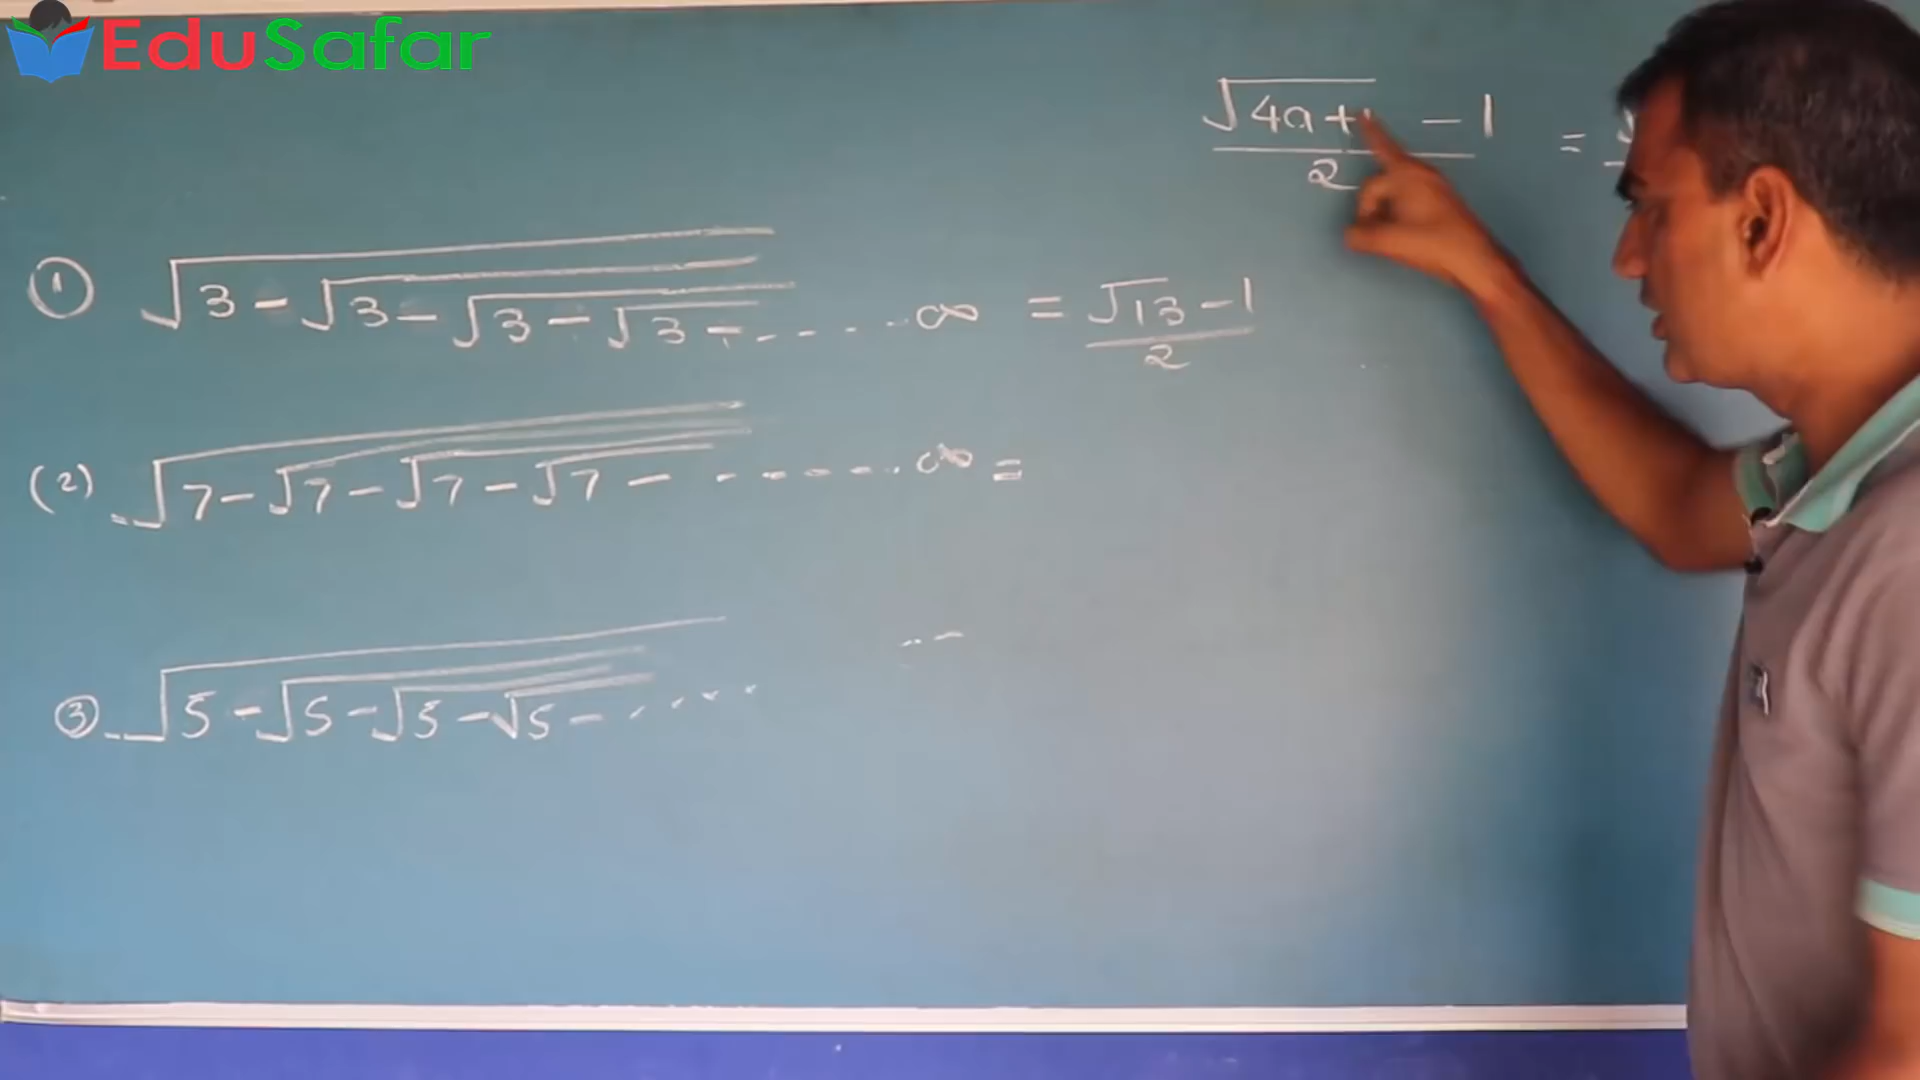 EduSafar
√4a+1 - 1 / 2 =
① √3-√3-√3-√3-.......∞ = √13-1 / 2
(2) √7-√7-√7-√7-.......∞ =
③ √5-√5-√5-√5-.....